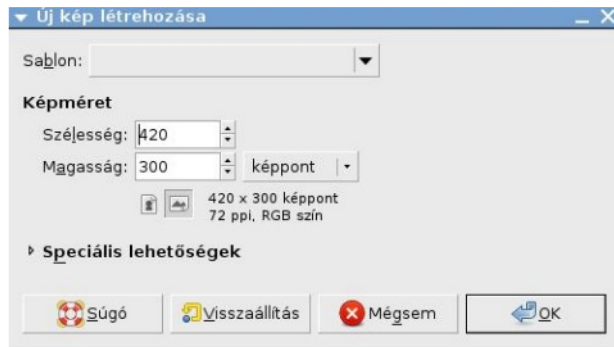 Új kép létrehozása
Sablon:
Képméret
Szélesség: 420
Magasság: 300 képpont
420 x 300 képpont
72 ppi, RGB szín
Speciális lehetőségek
Súgó Visszaállítás Mégsem OK